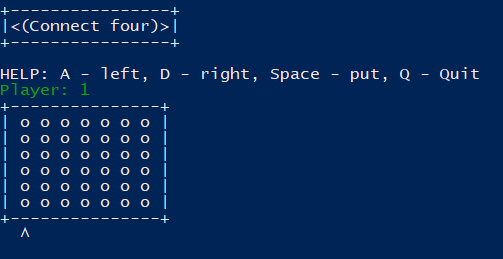 +---------------+
|<(Connect four)>|
+---------------+
HELP: A - left, D - right, Space - put, Q - Quit
Player: 1
+---------------+
| o o o o o o o |
| o o o o o o o |
| o o o o o o o |
| o o o o o o o |
| o o o o o o o |
| o o o o o o o |
+---------------+
  ^